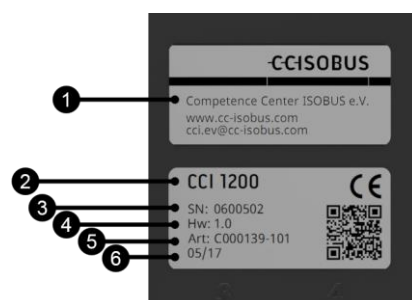 CCISOBUS
1
Competence Center ISOBUS e.V.
www.cc-isobus.com
cci.ev@cc-isobus.com
2
CCI 1200
CE
3
SN: 0600502
4
Hw: 1.0
5
Art: C000139-101
6
05/17